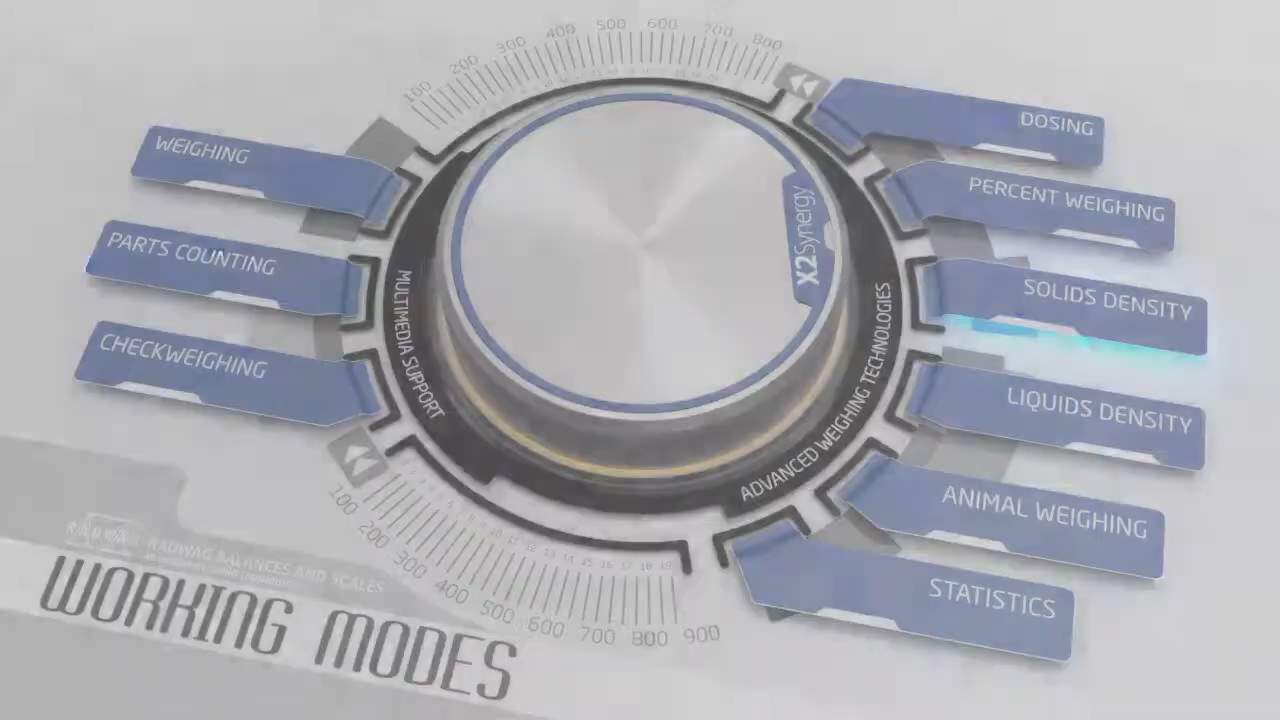 100 200 300 400 500 600 700 800
WEIGHING
PARTS COUNTING
CHECKWEIGHING
DOSING
PERCENT WEIGHING
SOLIDS DENSITY
LIQUIDS DENSITY
ANIMAL WEIGHING
STATISTICS
X2Synergy
MULTIMEDIA SUPPORT
ADVANCED WEIGHING TECHNOLOGIES
100 200 300 400 500 600 700 800 900
RADWAG BALANCES AND SCALES
WORKING MODES